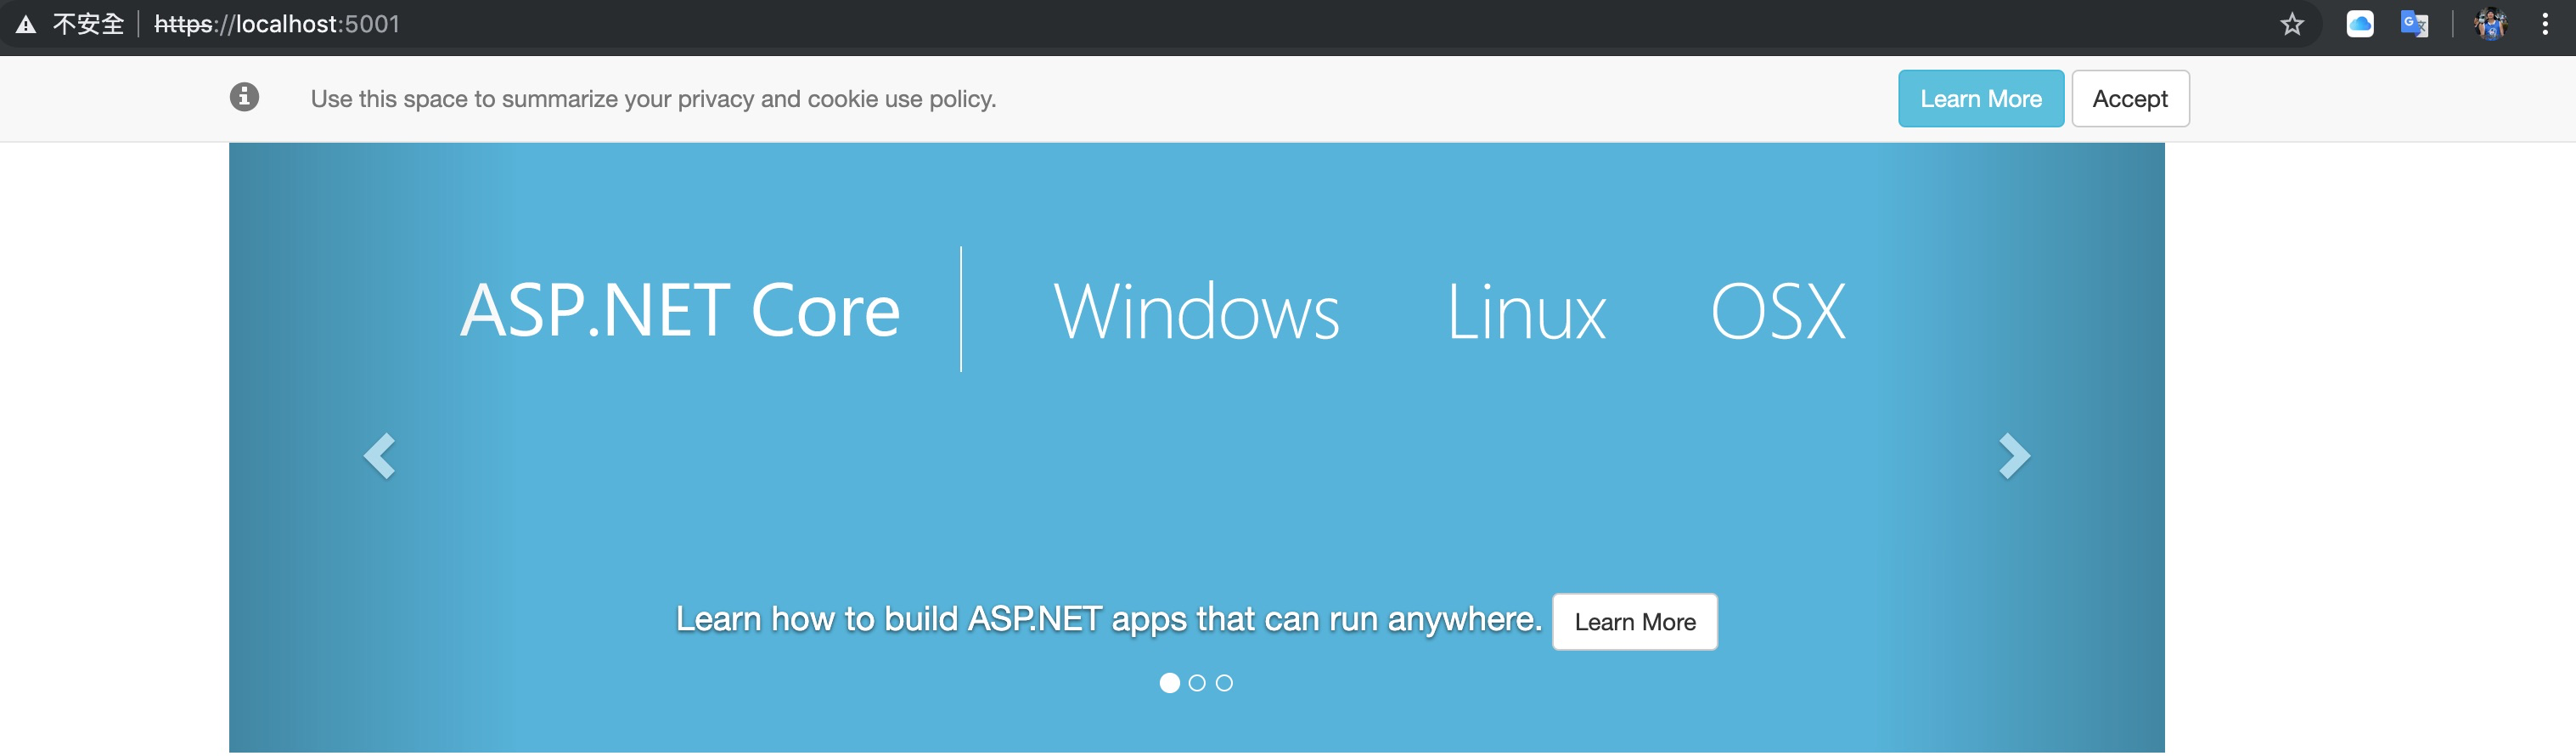 不安全 https://localhost:5001
Use this space to summarize your privacy and cookie use policy. Learn More Accept
ASP.NET Core Windows Linux OSX
Learn how to build ASP.NET apps that can run anywhere. Learn More